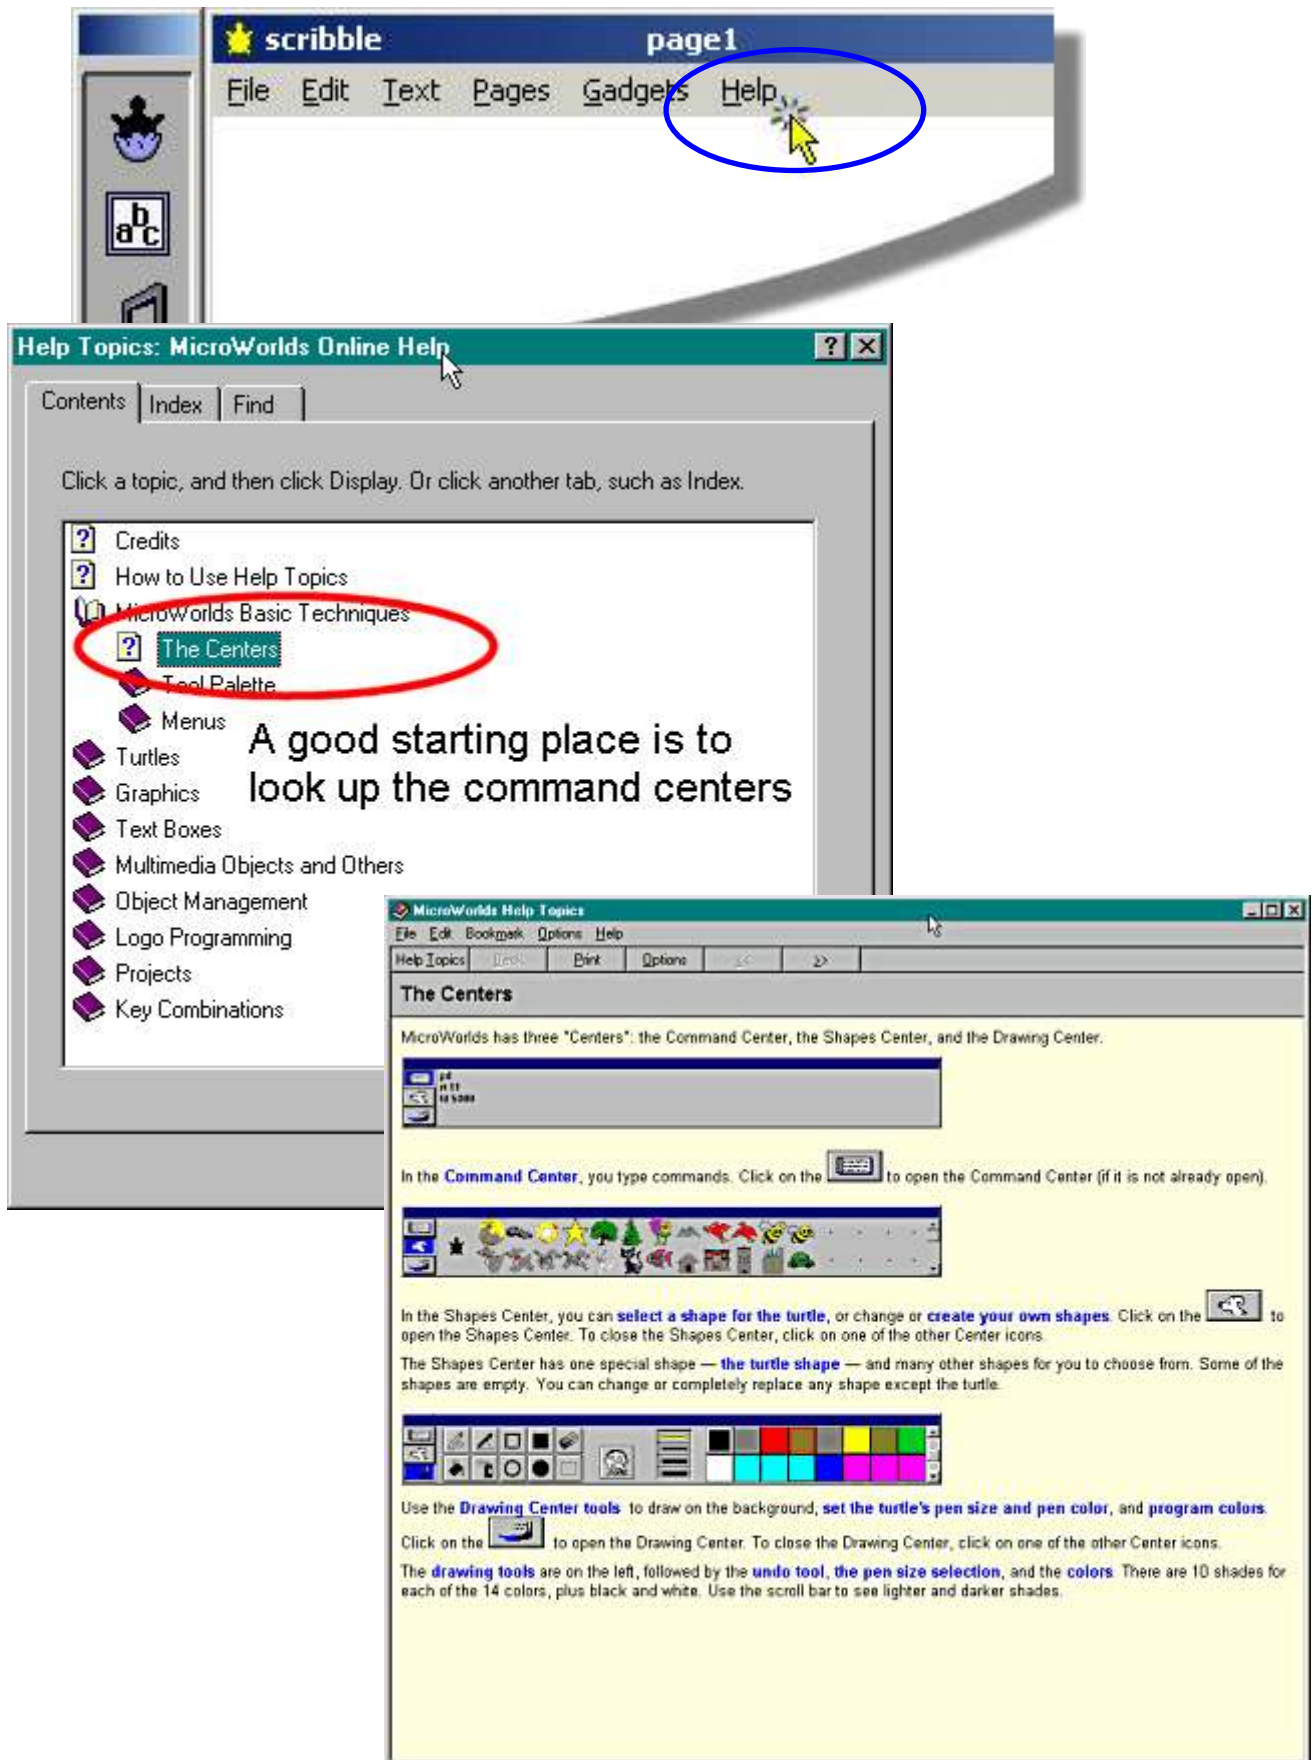 scribble page1
File Edit Text Pages Gadgets Help
abc
Help Topics: MicroWorlds Online Help
Contents Index Find
Click a topic, and then click Display. Or click another tab, such as Index.
Credits
How to Use Help Topics
MicroWorlds Basic Techniques
The Centers
Tool Palette
Menus
A good starting place is to
look up the command centers
Turtles
Graphics
Text Boxes
Multimedia Objects and Others
Object Management
Logo Programming
Projects
Key Combinations
MicroWorlds Help Topics
File Edit Bookmark Options Help
Help Topics Back Print Options << >>
The Centers
MicroWorlds has three "Centers": the Command Center, the Shapes Center, and the Drawing Center.
pd
In the Command Center, you type commands. Click on the to open the Command Center (if it is not already open).
In the Shapes Center, you can select a shape for the turtle, or change or create your own shapes. Click on the to
open the Shapes Center. To close the Shapes Center, click on one of the other Center icons.
The Shapes Center has one special shape — the turtle shape — and many other shapes for you to choose from. Some of the
shapes are empty. You can change or completely replace any shape except the turtle.
Use the Drawing Center tools to draw on the background, set the turtle's pen size and pen color, and program colors.
Click on the to open the Drawing Center. To close the Drawing Center, click on one of the other Center icons.
The drawing tools are on the left, followed by the undo tool, the pen size selection, and the colors. There are 10 shades for
each of the 14 colors, plus black and white. Use the scroll bar to see lighter and darker shades.